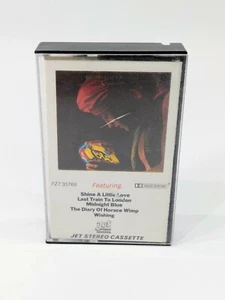 FZT 35769
Featuring
Shine A Little Love
Last Train To London
Midnight Blue
The Diary Of Horace Wimp
Wishing
JET STEREO CASSETTE